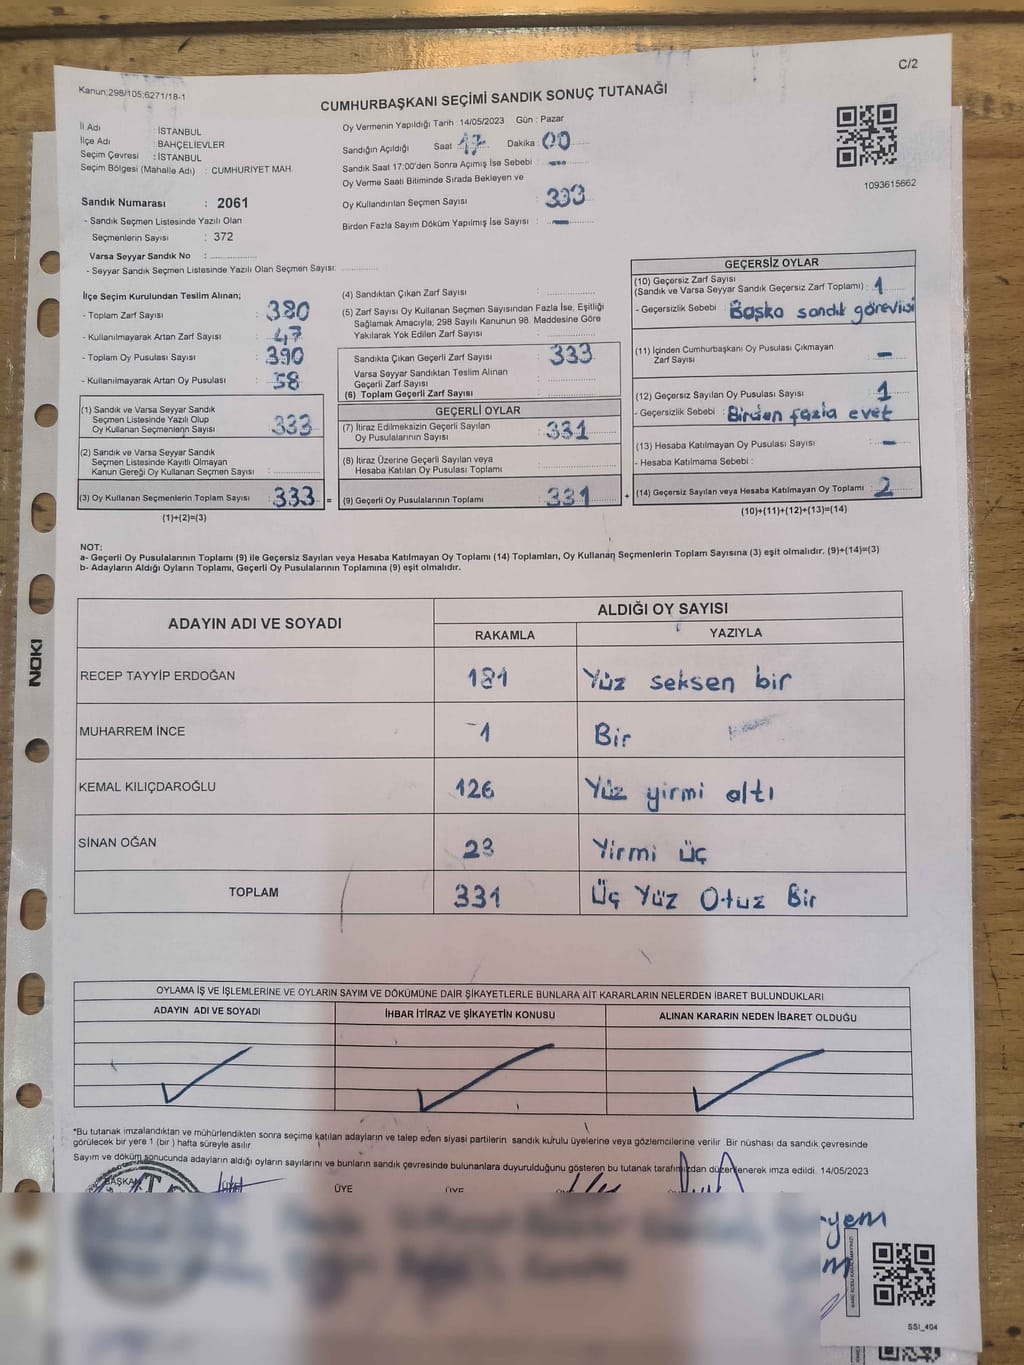 C/2
Kanun;298/105;6271/18-1
CUMHURBAŞKANI SEÇİMİ SANDIK SONUÇ TUTANAĞI
İl Adı : İSTANBUL
İlçe Adı : BAHÇELİEVLER
Seçim Çevresi : İSTANBUL
Seçim Bölgesi (Mahalle Adı) : CUMHURİYET MAH.
Sandık Numarası : 2061
- Sandık Seçmen Listesinde Yazılı Olan
Seçmenlerin Sayısı : 372
Varsa Seyyar Sandık No :
- Seyyar Sandık Seçmen Listesinde Yazılı Olan Seçmen Sayısı:
Oy Vermenin Yapıldığı Tarih :14/05/2023 Gün : Pazar
Sandığın Açıldığı Saat : 17 Dakika : 00
Sandık Saat 17:00'den Sonra Açımış İse Sebebi : -
Oy Verme Saati Bitiminde Sırada Bekleyen ve
Oy Kullandırılan Seçmen Sayısı : 333
Birden Fazla Sayım Döküm Yapılmış İse Sayısı : -
1093615662
İlçe Seçim Kurulundan Teslim Alınan;
- Toplam Zarf Sayısı : 380
- Kullanılmayarak Artan Zarf Sayısı : 47
- Toplam Oy Pusulası Sayısı : 390
- Kullanılmayarak Artan Oy Pusulası : 58
(1) Sandık ve Varsa Seyyar Sandık
Seçmen Listesinde Yazılı Olup
Oy Kullanan Seçmenlerin Sayısı : 333
(2) Sandık ve Varsa Seyyar Sandık
Seçmen Listesinde Kayıtlı Olmayan
Kanun Gereği Oy Kullanan Seçmen Sayısı :
(3) Oy Kullanan Seçmenlerin Toplam Sayısı : 333 =
(1)+(2)=(3)
(4) Sandıktan Çıkan Zarf Sayısı :
(5) Zarf Sayısı Oy Kullanan Seçmen Sayısından Fazla İse, Eşitliği
Sağlamak Amacıyla; 298 Sayılı Kanunun 98. Maddesine Göre
Yakılarak Yok Edilen Zarf Sayısı :
Sandıkta Çıkan Geçerli Zarf Sayısı : 333
Varsa Seyyar Sandıktan Teslim Alınan
Geçerli Zarf Sayısı :
(6) Toplam Geçerli Zarf Sayısı :
GEÇERLİ OYLAR
(7) İtiraz Edilmeksizin Geçerli Sayılan
Oy Pusulalarının Sayısı : 331
(8) İtiraz Üzerine Geçerli Sayılan veya
Hesaba Katılan Oy Pusulası Toplamı :
(9) Geçerli Oy Pusulalarının Toplamı : 331 +
GEÇERSİZ OYLAR
(10) Geçersiz Zarf Sayısı
(Sandık ve Varsa Seyyar Sandık Geçersiz Zarf Toplamı) : 1
- Geçersizlik Sebebi : Başka sandık görevlisi
(11) İçinden Cumhurbaşkanı Oy Pusulası Çıkmayan
Zarf Sayısı : -
(12) Geçersiz Sayılan Oy Pusulası Sayısı : 1
- Geçersizlik Sebebi : Birden fazla evet
(13) Hesaba Katılmayan Oy Pusulası Sayısı : -
- Hesaba Katılmama Sebebi :
(14) Geçersiz Sayılan veya Hesaba Katılmayan Oy Toplamı : 2
(10)+(11)+(12)+(13)=(14)
NOT:
a- Geçerli Oy Pusulalarının Toplamı (9) ile Geçersiz Sayılan veya Hesaba Katılmayan Oy Toplamı (14) Toplamları, Oy Kullanan Seçmenlerin Toplam Sayısına (3) eşit olmalıdır. (9)+(14)=(3)
b- Adayların Aldığı Oyların Toplamı, Geçerli Oy Pusulalarının Toplamına (9) eşit olmalıdır.
ADAYIN ADI VE SOYADI
ALDIĞI OY SAYISI
RAKAMLA YAZIYLA
RECEP TAYYİP ERDOĞAN 181 Yüz seksen bir
MUHARREM İNCE 1 Bir
KEMAL KILIÇDAROĞLU 126 Yüz yirmi altı
SİNAN OĞAN 23 Yirmi üç
TOPLAM 331 Üç Yüz Otuz Bir
NOKI
OYLAMA İŞ VE İŞLEMLERİNE VE OYLARIN SAYIM VE DÖKÜMÜNE DAİR ŞİKAYETLERLE BUNLARA AİT KARARLARIN NELERDEN İBARET BULUNDUKLARI
ADAYIN ADI VE SOYADI İHBAR İTİRAZ VE ŞİKAYETİN KONUSU ALINAN KARARIN NEDEN İBARET OLDUĞU
*Bu tutanak imzalandıktan ve mühürlendikten sonra seçime katılan adayların ve talep eden siyasi partilerin sandık kurulu üyelerine veya gözlemcilerine verilir. Bir nüshası da sandık çevresinde
görülecek bir yere 1 (bir ) hafta süreyle asılır.
Sayım ve döküm sonucunda adayların aldığı oyların sayılarını ve bunların sandık çevresinde bulunanlara duyurulduğunu gösteren bu tutanak tarafımızdan düzenlenerek imza edildi. 14/05/2023
BAŞKAN ÜYE ÜYE
SSI_404